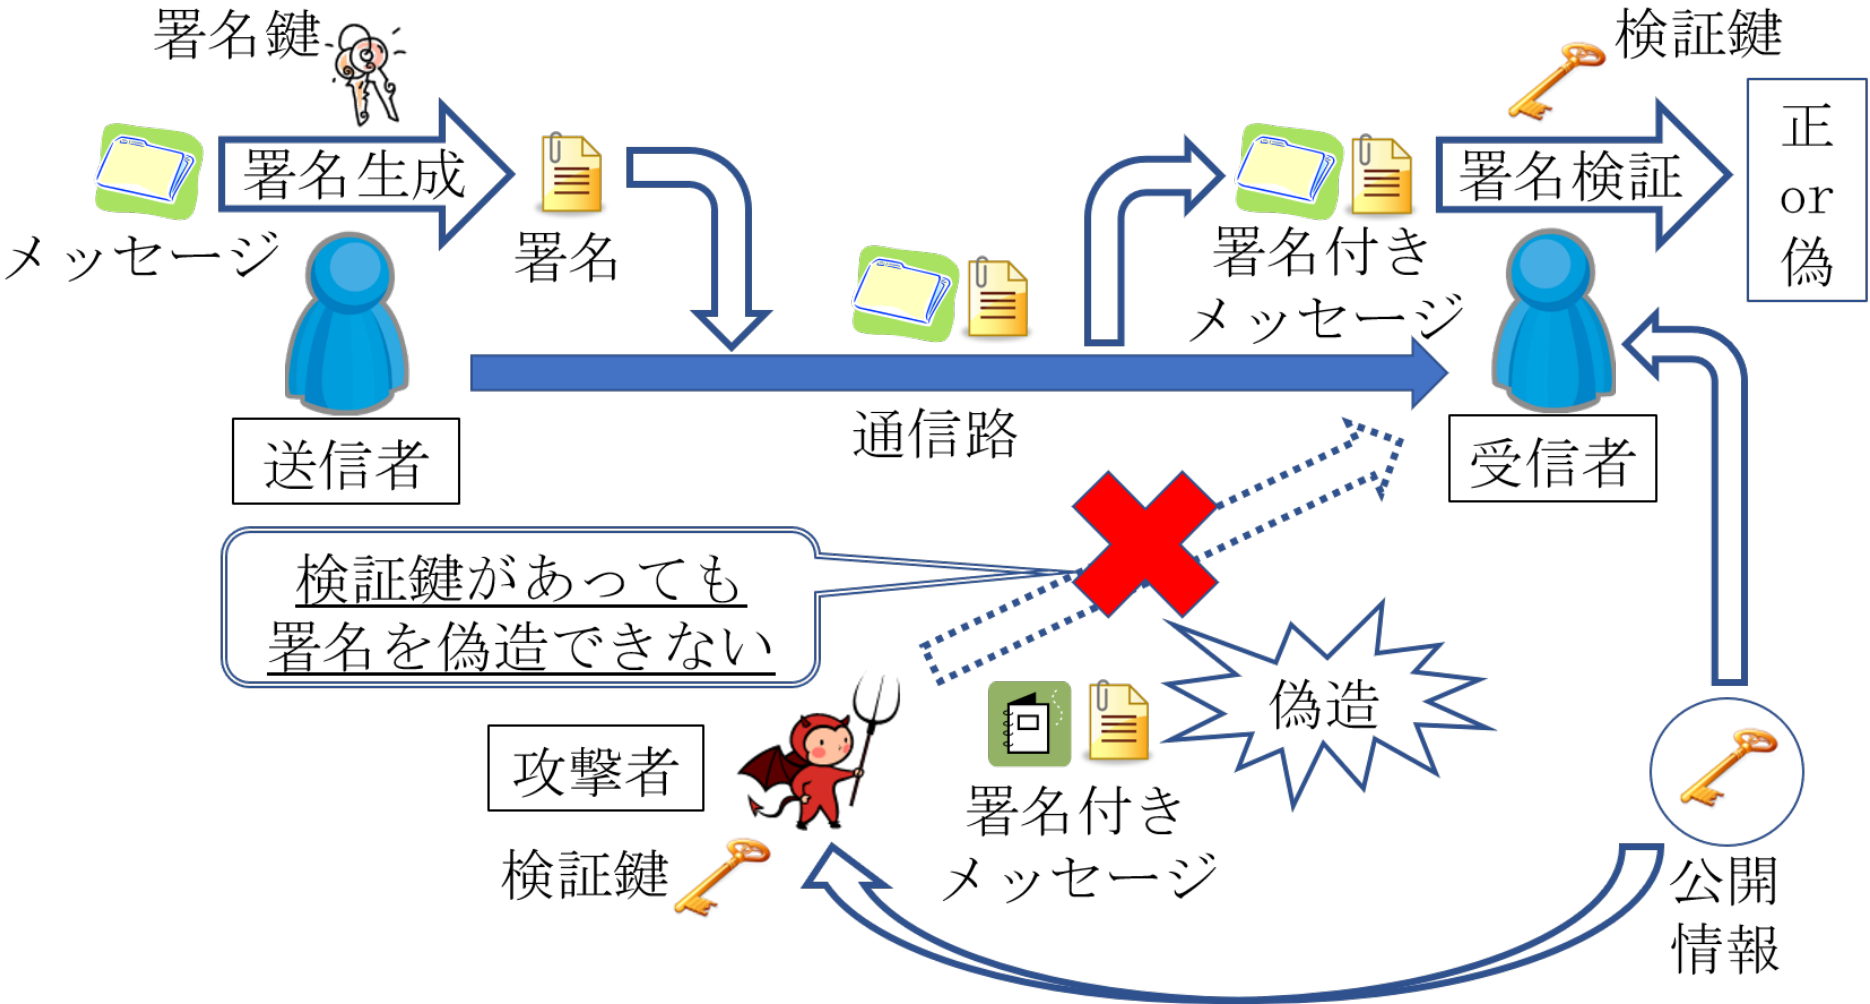 署名鍵
検証鍵
署名生成
署名検証
正
or
偽
メッセージ
署名
署名付き
メッセージ
通信路
送信者
受信者
検証鍵があっても
署名を偽造できない
偽造
攻撃者
署名付き
メッセージ
検証鍵
公開
情報